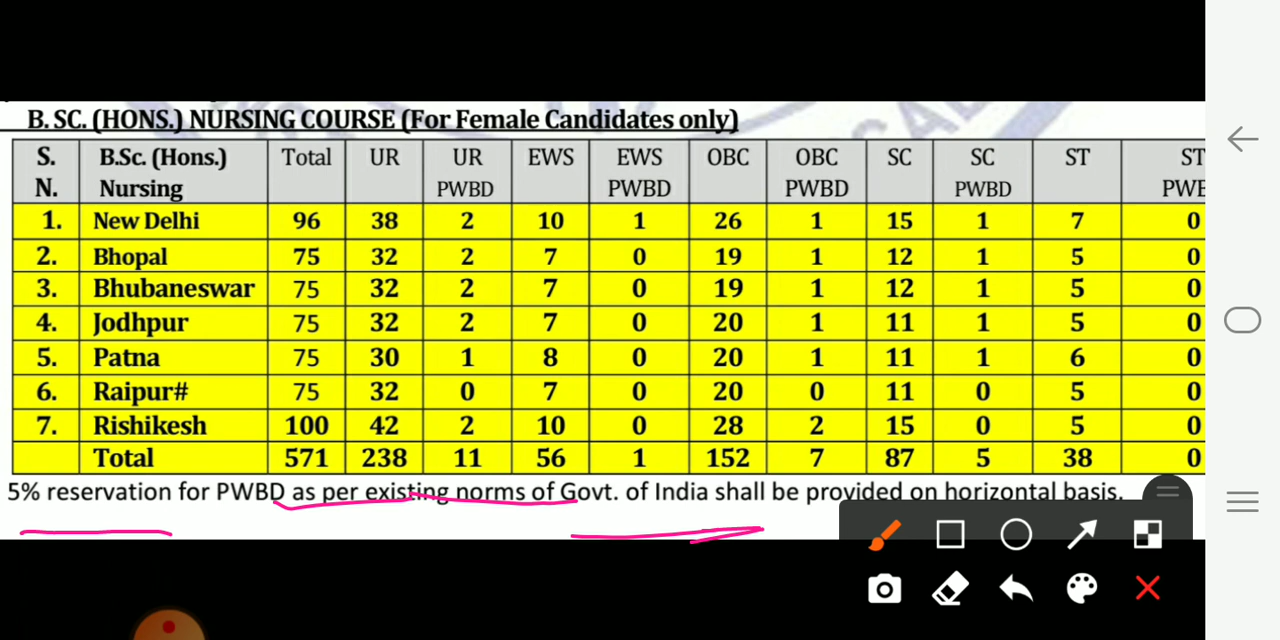 B. SC. (HONS.) NURSING COURSE (For Female Candidates only)
S. N. B.Sc. (Hons.) Nursing Total UR UR PWBD EWS EWS PWBD OBC OBC PWBD SC SC PWBD ST ST
1. New Delhi 96 38 2 10 1 26 1 15 1 7 0
2. Bhopal 75 32 2 7 0 19 1 12 1 5 0
3. Bhubaneswar 75 32 2 7 0 19 1 12 1 5 0
4. Jodhpur 75 32 2 7 0 20 1 11 1 5 0
5. Patna 75 30 1 8 0 20 1 11 1 6 0
6. Raipur# 75 32 0 7 0 20 0 11 0 5 0
7. Rishikesh 100 42 2 10 0 28 2 15 0 5 0
Total 571 238 11 56 1 152 7 87 5 38 0
5% reservation for PWBD as per existing norms of Govt. of India shall be provided on horizontal basis.